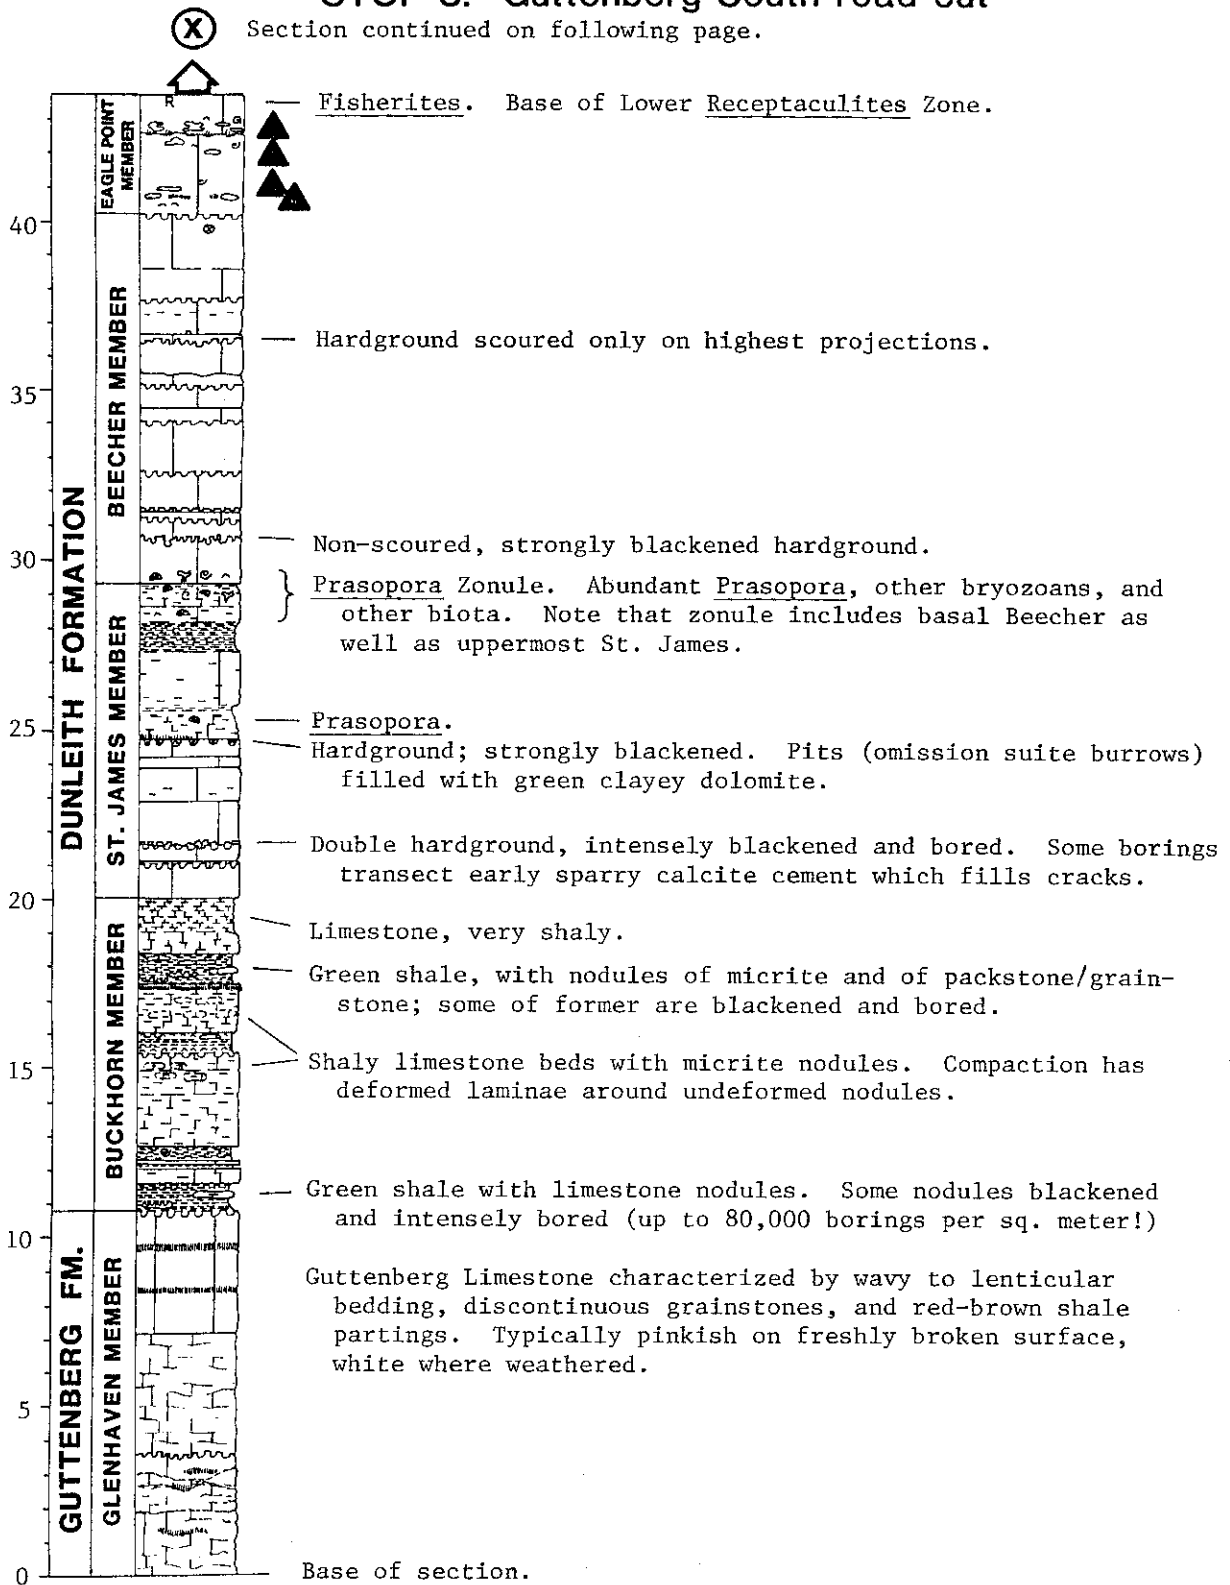 Guttenberg South road cut
X Section continued on following page.
R
Fisherites. Base of Lower Receptaculites Zone.
EAGLE POINT
MEMBER
40
BEECHER MEMBER
Hardground scoured only on highest projections.
35
DUNLEITH FORMATION
Non-scoured, strongly blackened hardground.
30
Prasopora Zonule. Abundant Prasopora, other bryozoans, and
other biota. Note that zonule includes basal Beecher as
well as uppermost St. James.
ST. JAMES MEMBER
25
Prasopora.
Hardground; strongly blackened. Pits (omission suite burrows)
filled with green clayey dolomite.
Double hardground, intensely blackened and bored. Some borings
transect early sparry calcite cement which fills cracks.
20
BUCKHORN MEMBER
Limestone, very shaly.
Green shale, with nodules of micrite and of packstone/grain-
stone; some of former are blackened and bored.
15
Shaly limestone beds with micrite nodules. Compaction has
deformed laminae around undeformed nodules.
Green shale with limestone nodules. Some nodules blackened
and intensely bored (up to 80,000 borings per sq. meter!)
10
GUTTENBERG FM.
GLENHAVEN MEMBER
Guttenberg Limestone characterized by wavy to lenticular
bedding, discontinuous grainstones, and red-brown shale
partings. Typically pinkish on freshly broken surface,
white where weathered.
5
0
Base of section.